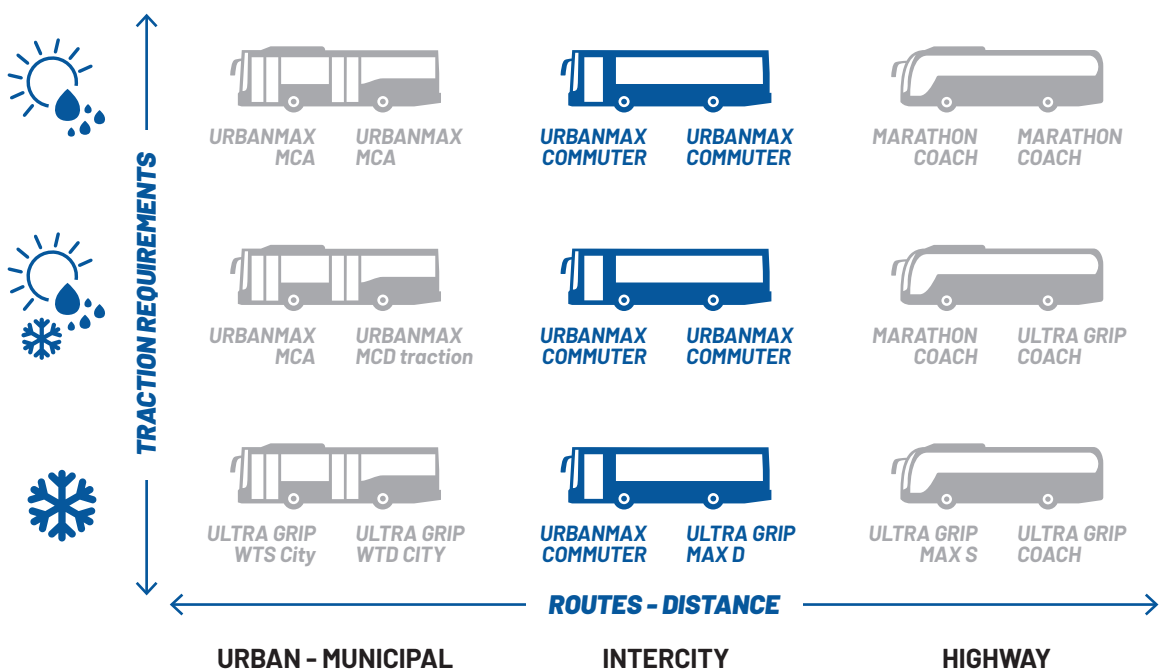 URBANMAX
MCA
URBANMAX
MCA
URBANMAX
COMMUTER
URBANMAX
COMMUTER
MARATHON
COACH
MARATHON
COACH
TRACTION REQUIREMENTS
URBANMAX
MCA
URBANMAX
MCD traction
URBANMAX
COMMUTER
URBANMAX
COMMUTER
MARATHON
COACH
ULTRA GRIP
COACH
ULTRA GRIP
WTS City
ULTRA GRIP
WTD CITY
URBANMAX
COMMUTER
ULTRA GRIP
MAX D
ULTRA GRIP
MAX S
ULTRA GRIP
COACH
ROUTES - DISTANCE
URBAN - MUNICIPAL
INTERCITY
HIGHWAY